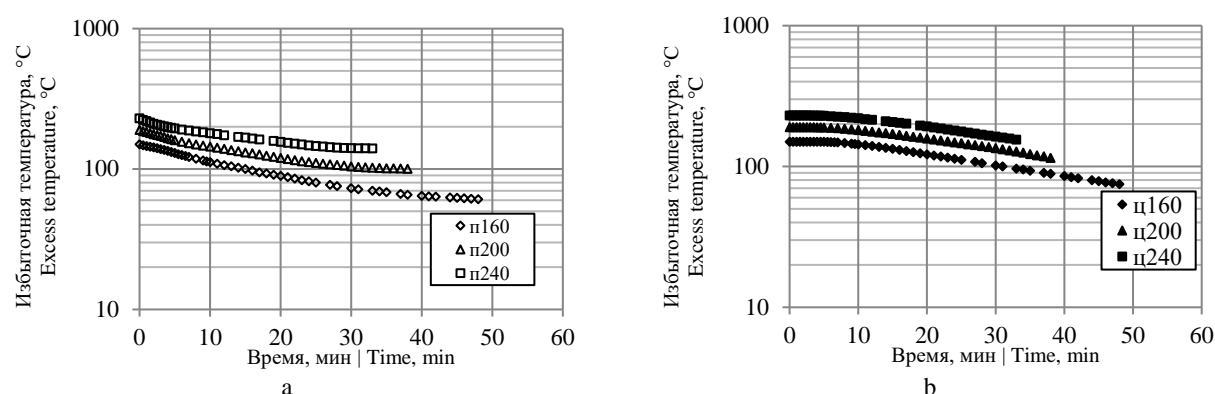 Избыточная температура, °C
Excess temperature, °C
1000
100
10
0
10
20
30
40
50
60
п160
п200
п240
Время, мин | Time, min
a
Избыточная температура, °C
Excess temperature, °C
1000
100
10
0
10
20
30
40
50
60
ц160
ц200
ц240
Время, мин | Time, min
b